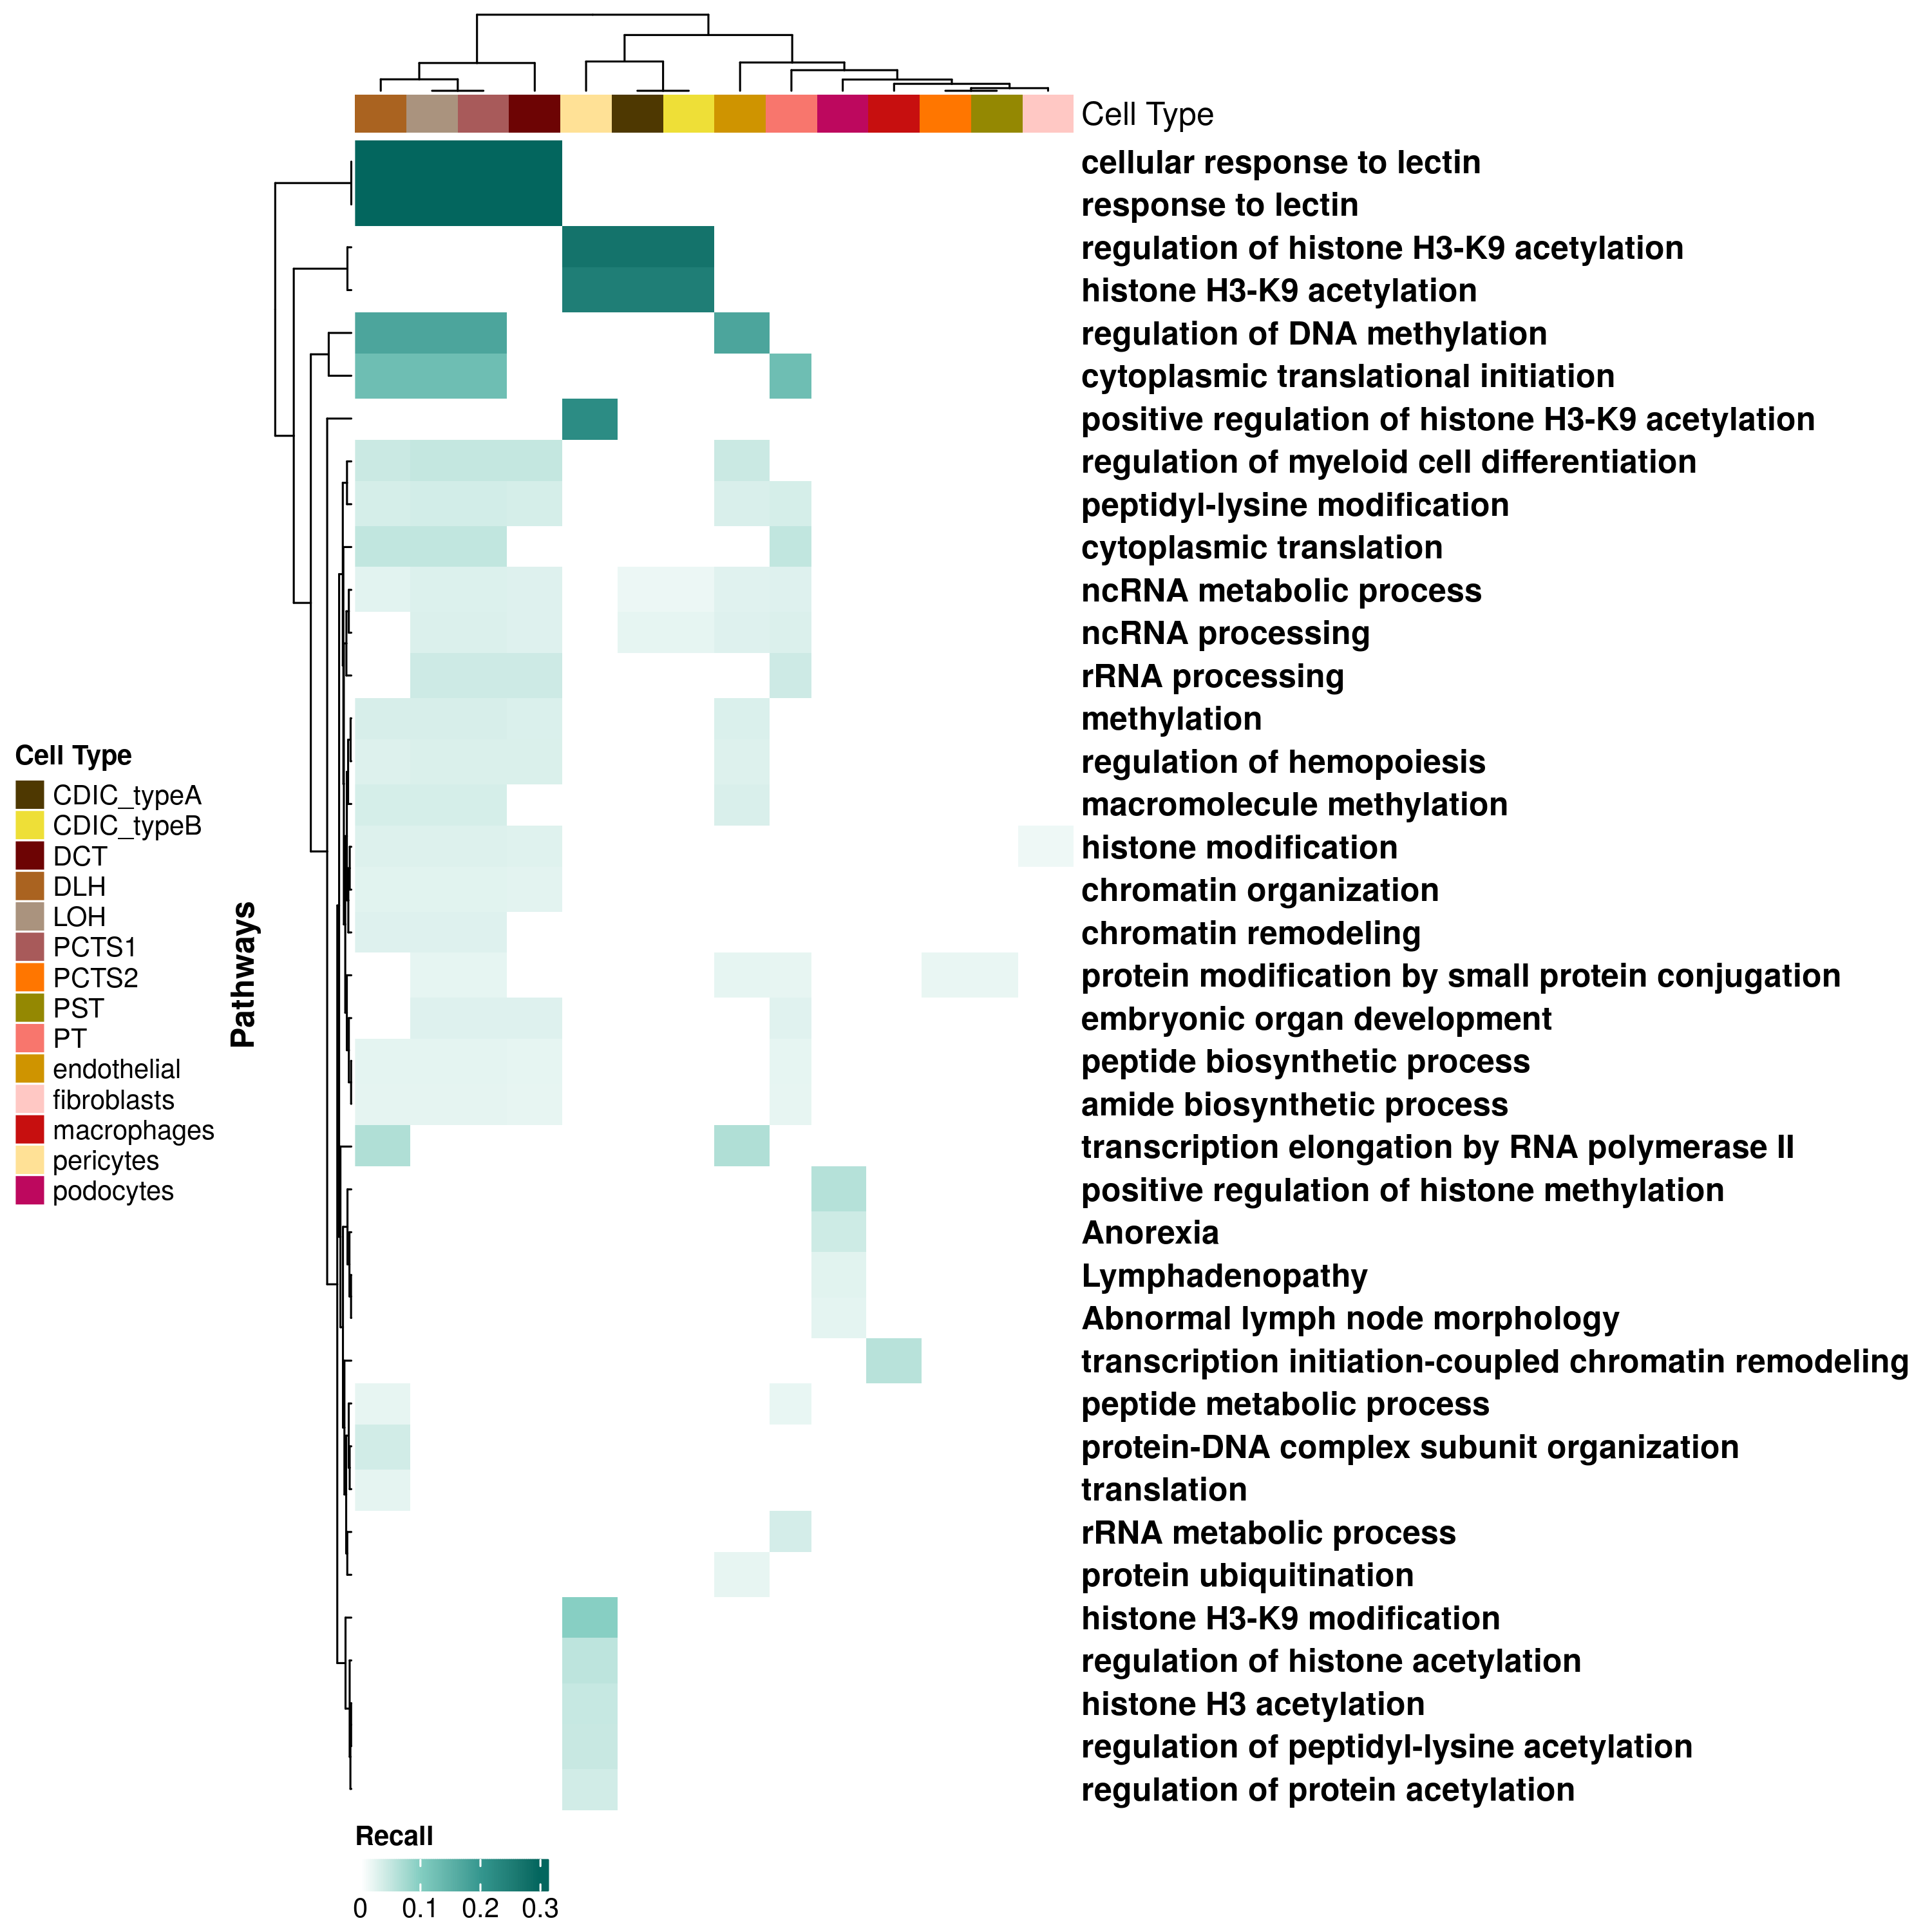 Cell Type
cellular response to lectin
response to lectin
regulation of histone H3-K9 acetylation
histone H3-K9 acetylation
regulation of DNA methylation
cytoplasmic translational initiation
positive regulation of histone H3-K9 acetylation
regulation of myeloid cell differentiation
peptidyl-lysine modification
cytoplasmic translation
ncRNA metabolic process
ncRNA processing
rRNA processing
methylation
regulation of hemopoiesis
macromolecule methylation
histone modification
chromatin organization
chromatin remodeling
protein modification by small protein conjugation
embryonic organ development
peptide biosynthetic process
amide biosynthetic process
transcription elongation by RNA polymerase II
positive regulation of histone methylation
Anorexia
Lymphadenopathy
Abnormal lymph node morphology
transcription initiation-coupled chromatin remodeling
peptide metabolic process
protein-DNA complex subunit organization
translation
rRNA metabolic process
protein ubiquitination
histone H3-K9 modification
regulation of histone acetylation
histone H3 acetylation
regulation of peptidyl-lysine acetylation
regulation of protein acetylation
Cell Type
CDIC_typeA
CDIC_typeB
DCT
DLH
LOH
PCTS1
PCTS2
PST
PT
endothelial
fibroblasts
macrophages
pericytes
podocytes
Pathways
Recall
0 0.1 0.2 0.3